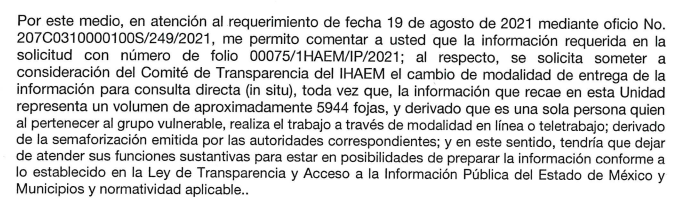 Por este medio, en atención al requerimiento de fecha 19 de agosto de 2021 mediante oficio No.
207C0310000100S/249/2021, me permito comentar a usted que la información requerida en la
solicitud con número de folio 00075/1HAEM/IP/2021; al respecto, se solicita someter a
consideración del Comité de Transparencia del IHAEM el cambio de modalidad de entrega de la
información para consulta directa (in situ), toda vez que, la información que recae en esta Unidad
representa un volumen de aproximadamente 5944 fojas, y derivado que es una sola persona quien
al pertenecer al grupo vulnerable, realiza el trabajo a través de modalidad en línea o teletrabajo; derivado
de la semaforización emitida por las autoridades correspondientes; y en este sentido, tendría que dejar
de atender sus funciones sustantivas para estar en posibilidades de preparar la información conforme a
lo establecido en la Ley de Transparencia y Acceso a la Información Pública del Estado de México y
Municipios y normatividad aplicable..